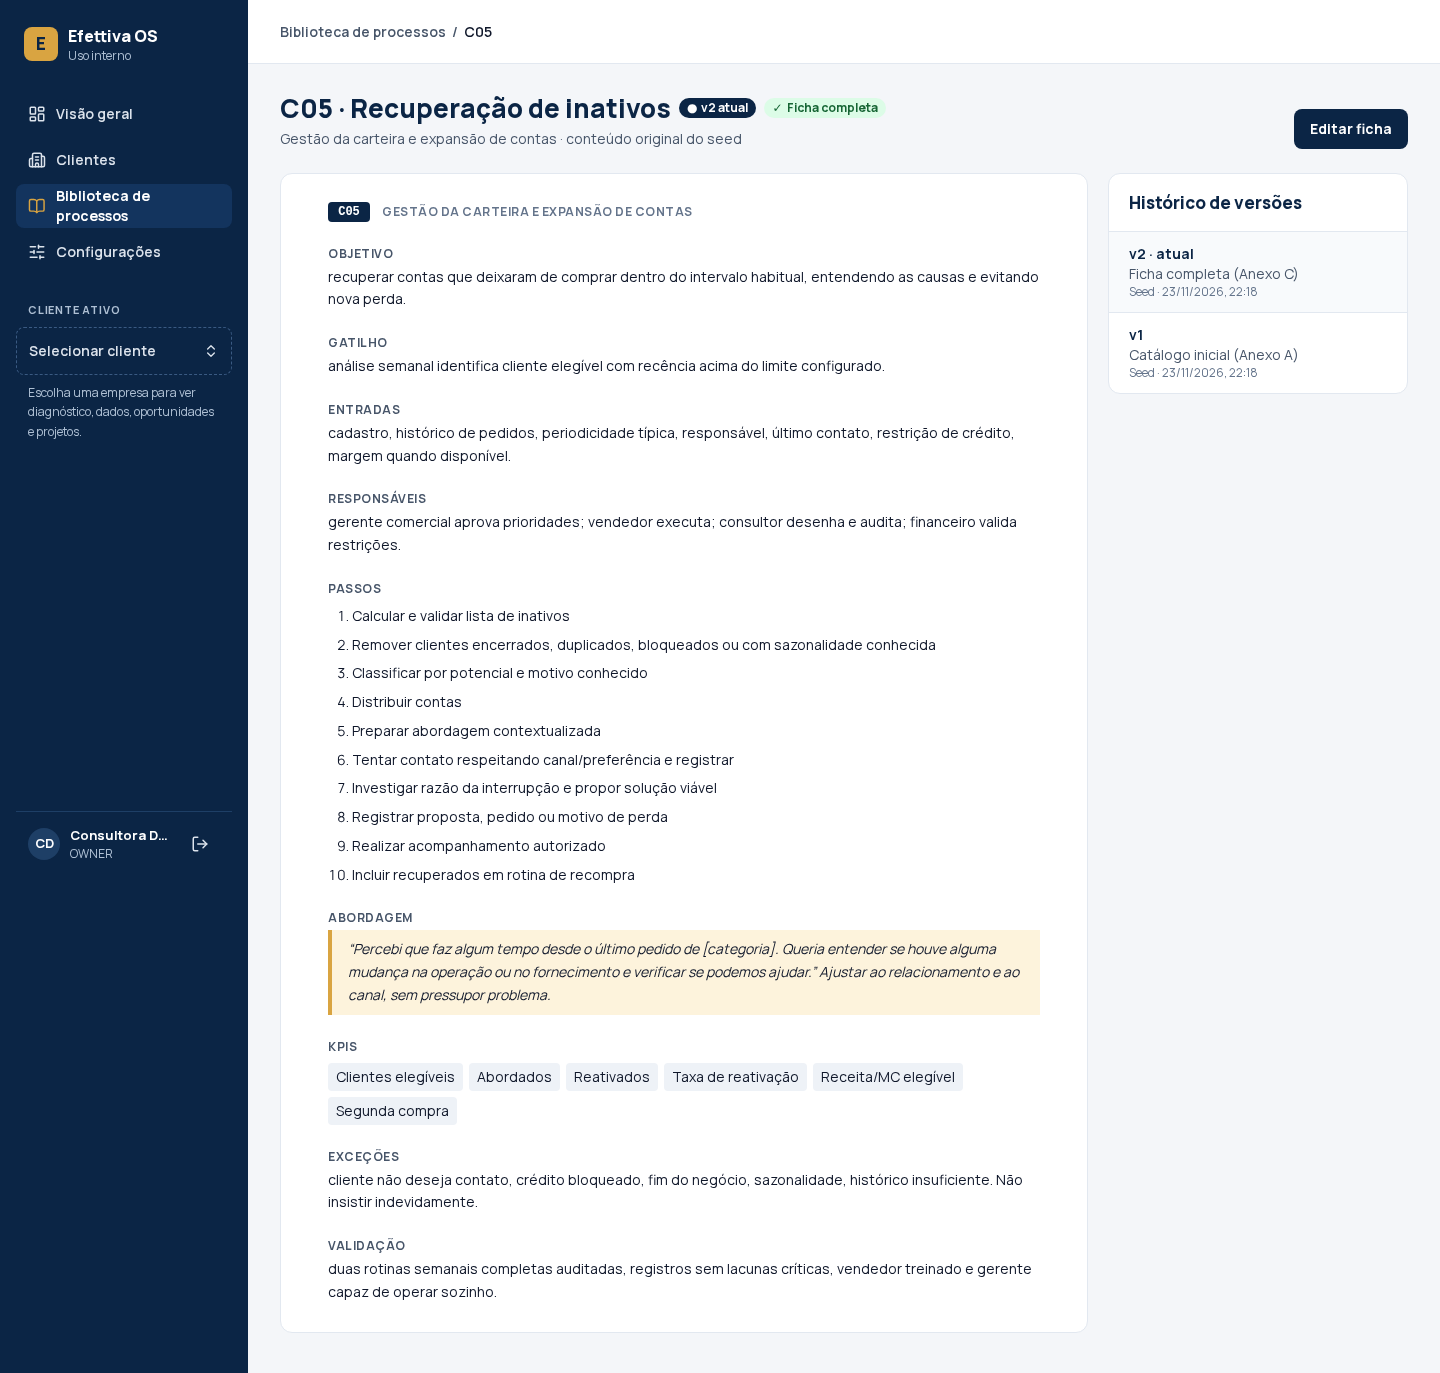 E
Efettiva OS
Uso interno
Visão geral
Clientes
Biblioteca de
processos
Configurações
CLIENTE ATIVO
Selecionar cliente
Escolha uma empresa para ver
diagnóstico, dados, oportunidades
e projetos.
CD
Consultora D…
OWNER
Biblioteca de processos / C05
C05 · Recuperação de inativos
● v2 atual
✓ Ficha completa
Gestão da carteira e expansão de contas · conteúdo original do seed
Editar ficha
C05 GESTÃO DA CARTEIRA E EXPANSÃO DE CONTAS
OBJETIVO
recuperar contas que deixaram de comprar dentro do intervalo habitual, entendendo as causas e evitando
nova perda.
GATILHO
análise semanal identifica cliente elegível com recência acima do limite configurado.
ENTRADAS
cadastro, histórico de pedidos, periodicidade típica, responsável, último contato, restrição de crédito,
margem quando disponível.
RESPONSÁVEIS
gerente comercial aprova prioridades; vendedor executa; consultor desenha e audita; financeiro valida
restrições.
PASSOS
1. Calcular e validar lista de inativos
2. Remover clientes encerrados, duplicados, bloqueados ou com sazonalidade conhecida
3. Classificar por potencial e motivo conhecido
4. Distribuir contas
5. Preparar abordagem contextualizada
6. Tentar contato respeitando canal/preferência e registrar
7. Investigar razão da interrupção e propor solução viável
8. Registrar proposta, pedido ou motivo de perda
9. Realizar acompanhamento autorizado
10. Incluir recuperados em rotina de recompra
ABORDAGEM
“Percebi que faz algum tempo desde o último pedido de [categoria]. Queria entender se houve alguma
mudança na operação ou no fornecimento e verificar se podemos ajudar.” Ajustar ao relacionamento e ao
canal, sem pressupor problema.
KPIS
Clientes elegíveis Abordados Reativados Taxa de reativação Receita/MC elegível
Segunda compra
EXCEÇÕES
cliente não deseja contato, crédito bloqueado, fim do negócio, sazonalidade, histórico insuficiente. Não
insistir indevidamente.
VALIDAÇÃO
duas rotinas semanais completas auditadas, registros sem lacunas críticas, vendedor treinado e gerente
capaz de operar sozinho.
Histórico de versões
v2 · atual
Ficha completa (Anexo C)
Seed · 23/11/2026, 22:18
v1
Catálogo inicial (Anexo A)
Seed · 23/11/2026, 22:18